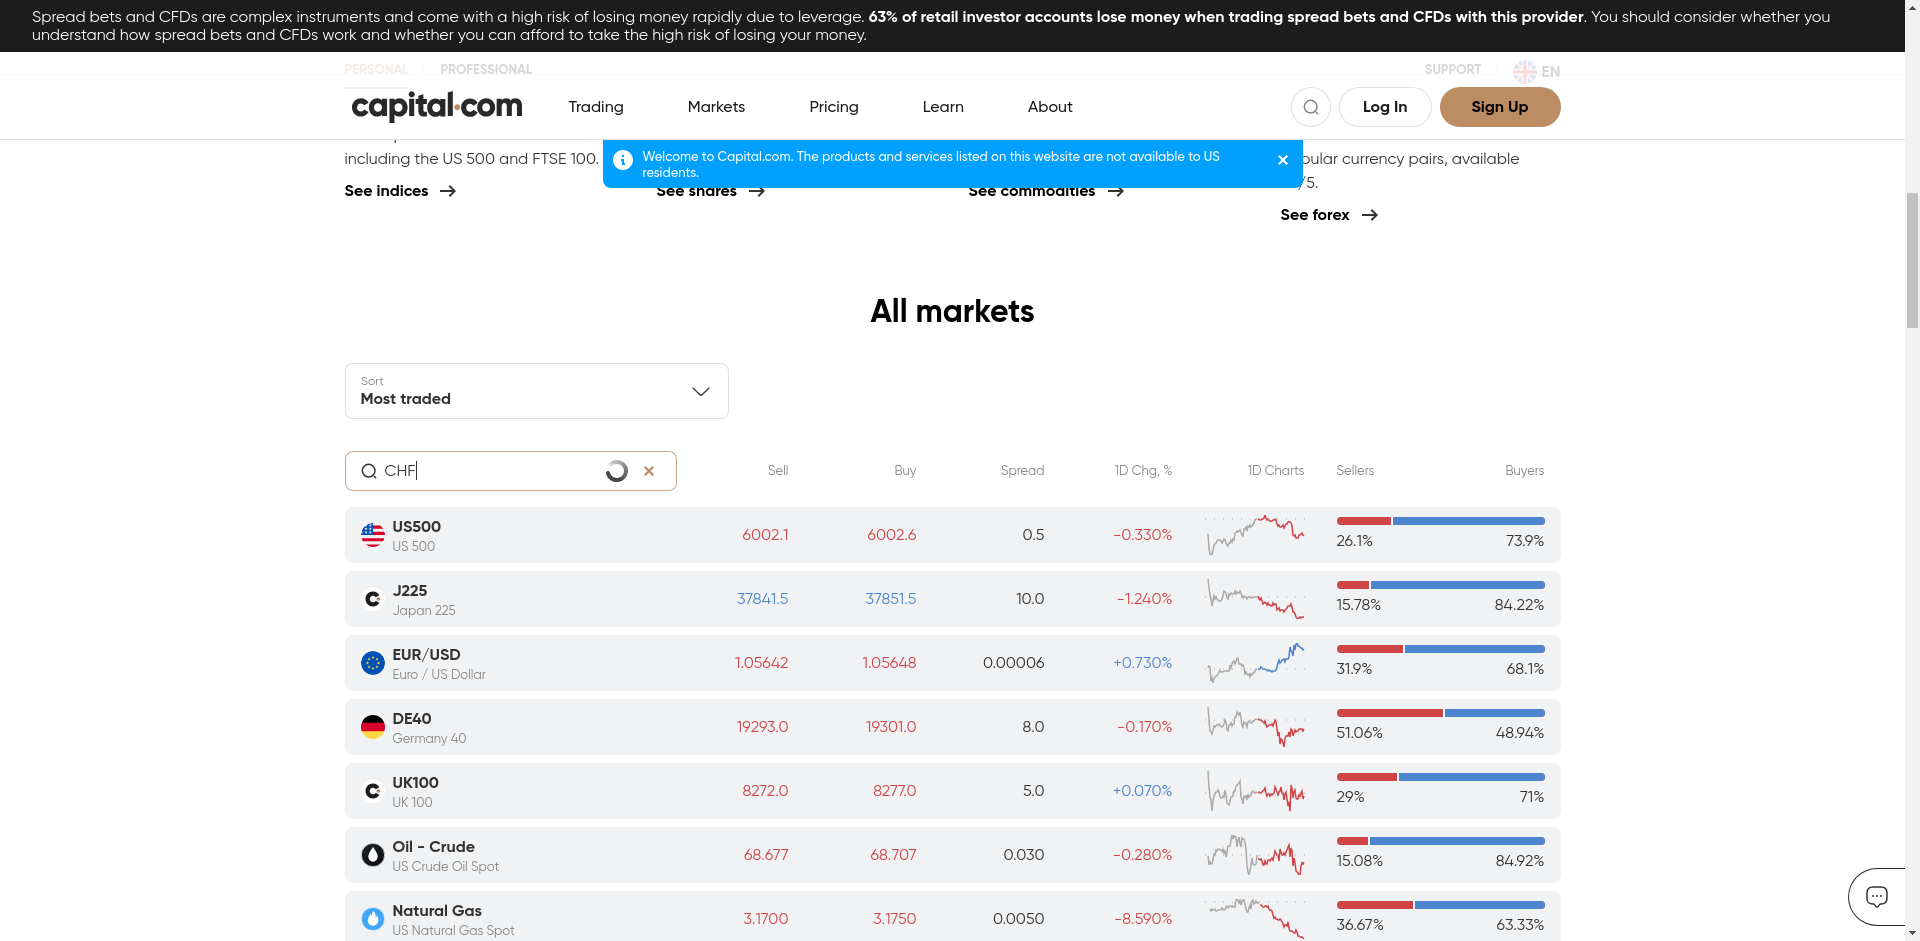 Spread bets and CFDs are complex instruments and come with a high risk of losing money rapidly due to leverage. 63% of retail investor accounts lose money when trading spread bets and CFDs with this provider. You should consider whether you
understand how spread bets and CFDs work and whether you can afford to take the high risk of losing your money.
PERSONAL PROFESSIONAL SUPPORT EN
capital.com Trading Markets Pricing Learn About Log In Sign Up
including the US 500 and FTSE 100.
Welcome to Capital.com. The products and services listed on this website are not available to US
residents.
currency pairs, available
/5.
See indices See shares See commodities
See forex
All markets
Sort
Most traded
CHF Sell Buy Spread 1D Chg, % 1D Charts Sellers Buyers
US500
US 500
6002.1 6002.6 0.5 -0.330% 26.1% 73.9%
J225
Japan 225
37841.5 37851.5 10.0 -1.240% 15.78% 84.22%
EUR/USD
Euro / US Dollar
1.05642 1.05648 0.00006 +0.730% 31.9% 68.1%
DE40
Germany 40
19293.0 19301.0 8.0 -0.170% 51.06% 48.94%
UK100
UK 100
8272.0 8277.0 5.0 +0.070% 29% 71%
Oil - Crude
US Crude Oil Spot
68.677 68.707 0.030 -0.280% 15.08% 84.92%
Natural Gas
US Natural Gas Spot
3.1700 3.1750 0.0050 -8.590% 36.67% 63.33%